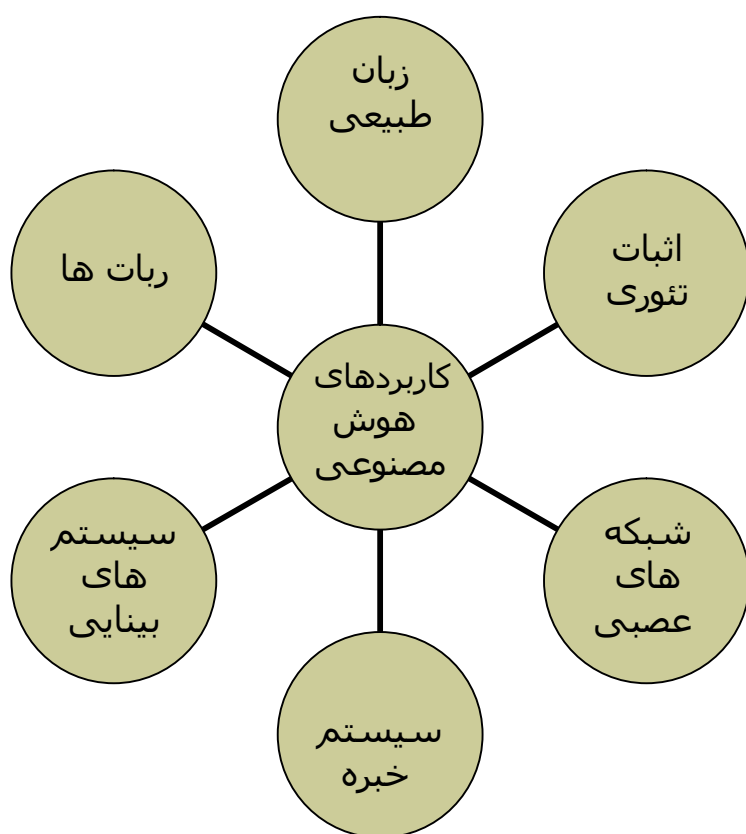 زبان
طبیعی
اثبات
تئوری
ربات ها
کاربردهای
هوش
مصنوعی
شبکه
های
عصبی
سیستم
های
بینایی
سیستم
خبره